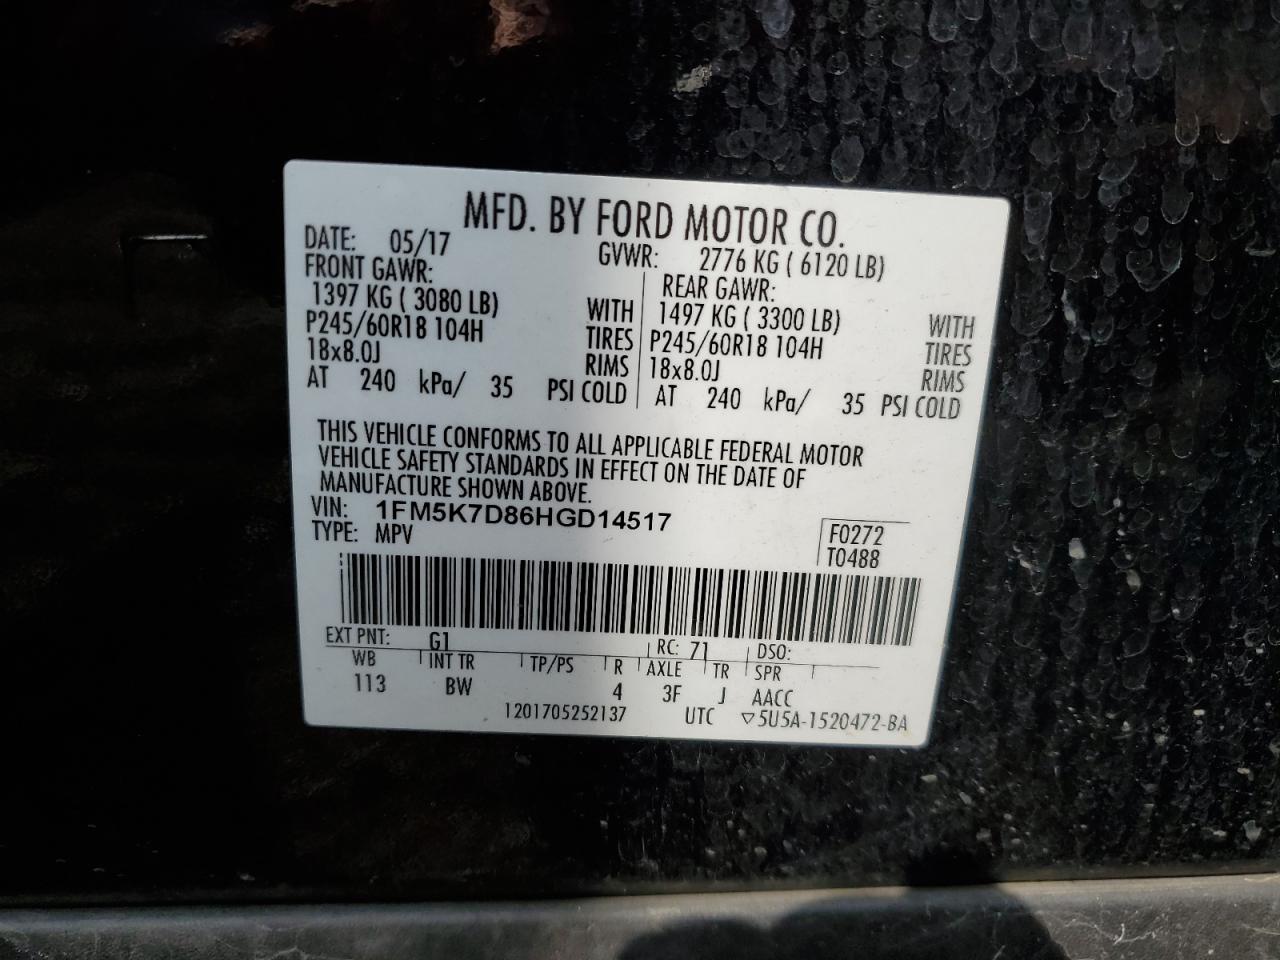 MFD. BY FORD MOTOR CO.
DATE: 05/17 GVWR: 2776 KG ( 6120 LB)
FRONT GAWR: REAR GAWR:
1397 KG ( 3080 LB) WITH 1497 KG ( 3300 LB) WITH
P245/60R18 104H TIRES P245/60R18 104H TIRES
18x8.0J RIMS 18x8.0J RIMS
AT 240 kPa/ 35 PSI COLD AT 240 kPa/ 35 PSI COLD
THIS VEHICLE CONFORMS TO ALL APPLICABLE FEDERAL MOTOR
VEHICLE SAFETY STANDARDS IN EFFECT ON THE DATE OF
MANUFACTURE SHOWN ABOVE.
VIN: 1FM5K7D86HGD14517
TYPE: MPV F0272
T0488
EXT PNT: G1 RC: 71 DSO:
WB INT TR TP/PS R AXLE TR SPR
113 BW 4 3F J AACC
1201705252137 UTC ▽5U5A-1520472-BA